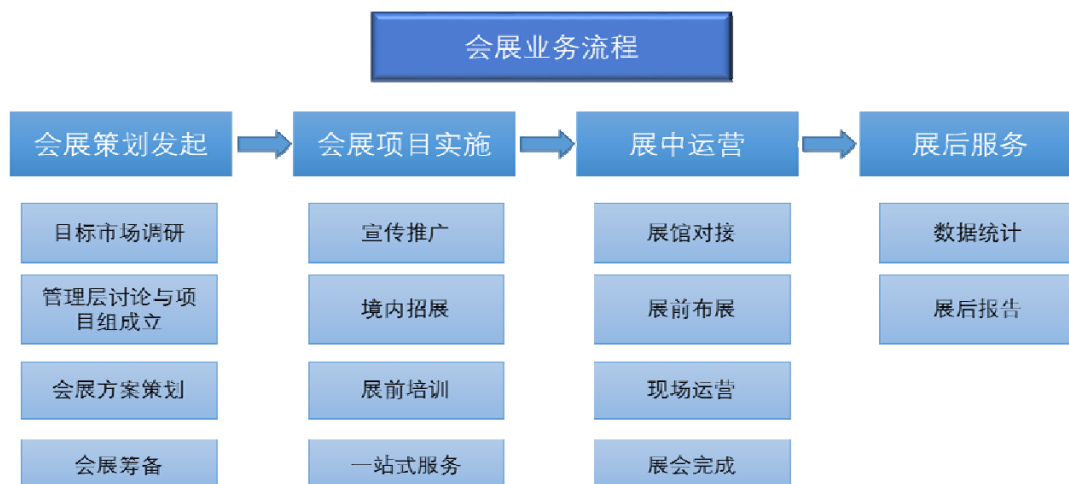 会展业务流程
会展策划发起
会展项目实施
展中运营
展后服务
目标市场调研
宣传推广
展馆对接
数据统计
管理层讨论与项
目组成立
境内招展
展前布展
展后报告
会展方案策划
展前培训
现场运营
会展筹备
一站式服务
展会完成